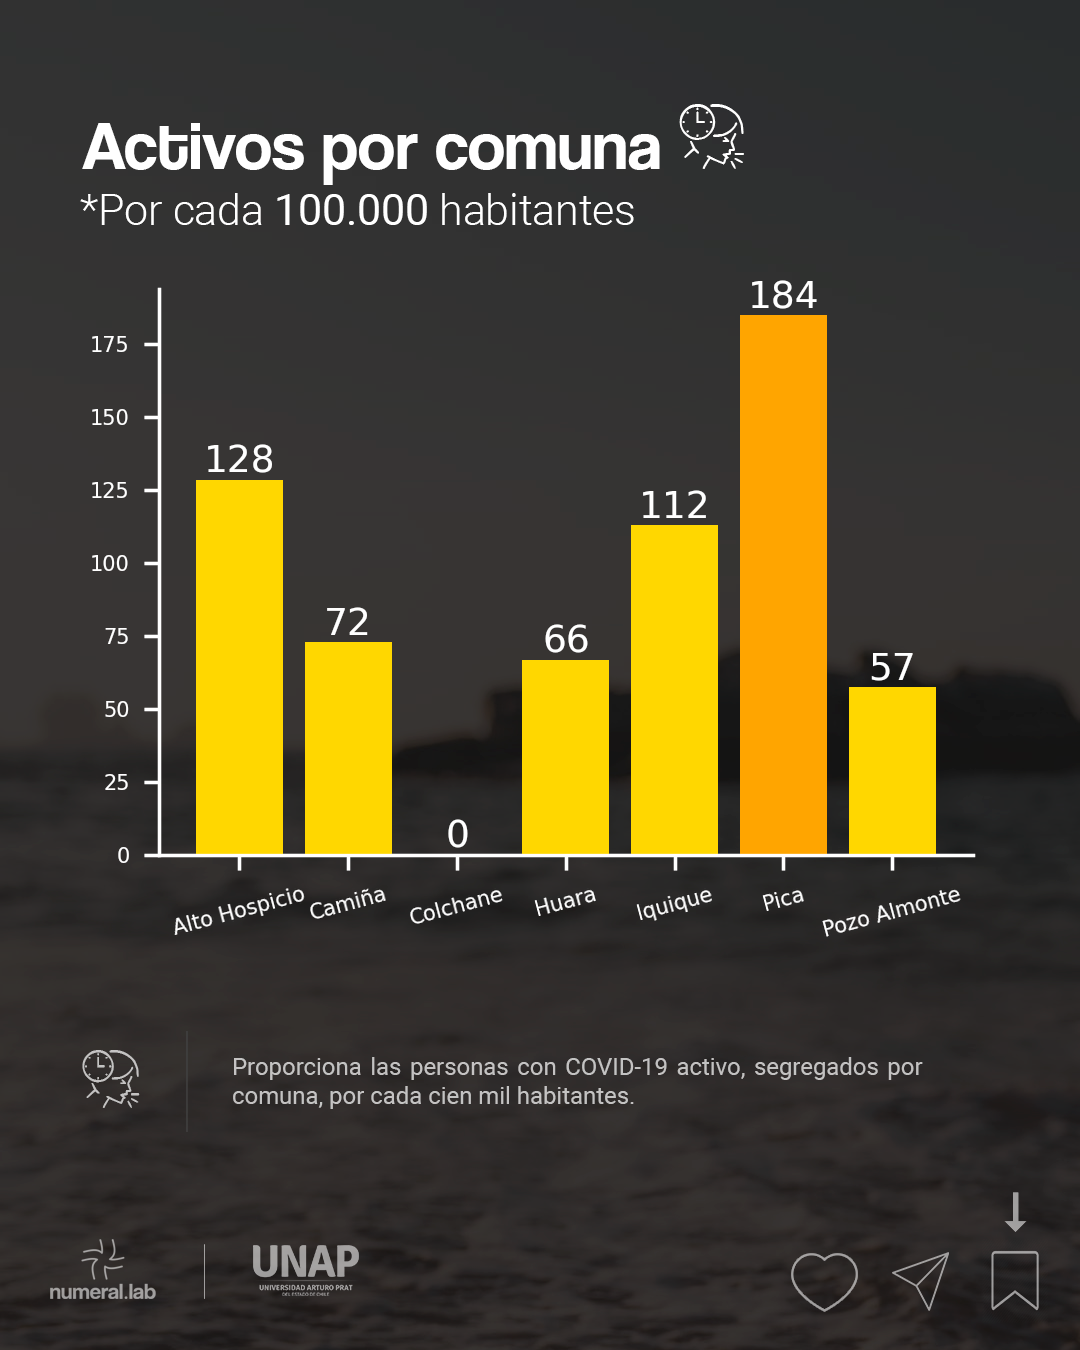 Activos por comuna
*Por cada 100.000 habitantes
184
175
150
128
125
112
100
75
72
66
57
50
25
0
0
Alto Hospicio
Camiña
Colchane
Huara
Iquique
Pica
Pozo Almonte
Proporciona las personas con COVID-19 activo, segregados por
comuna, por cada cien mil habitantes.
numeral.lab
UNAP
UNIVERSIDAD ARTURO PRAT
DEL ESTADO DE CHILE